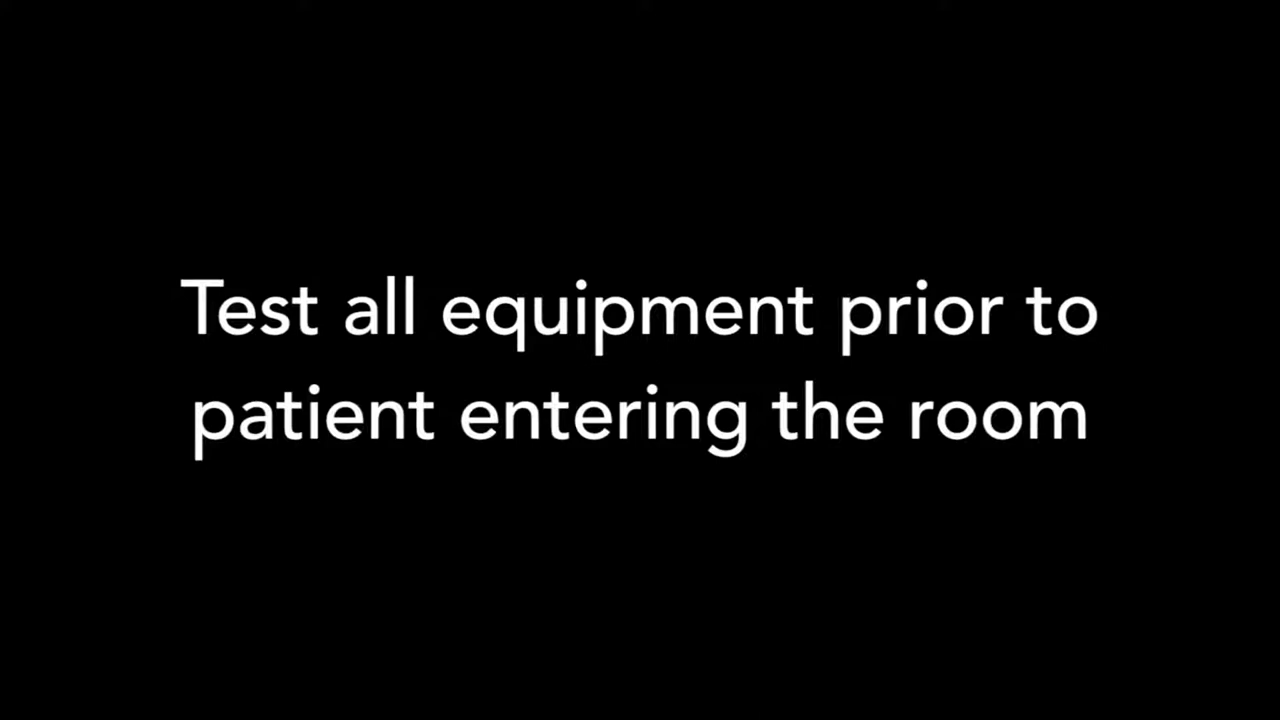 Test all equipment prior to
patient entering the room